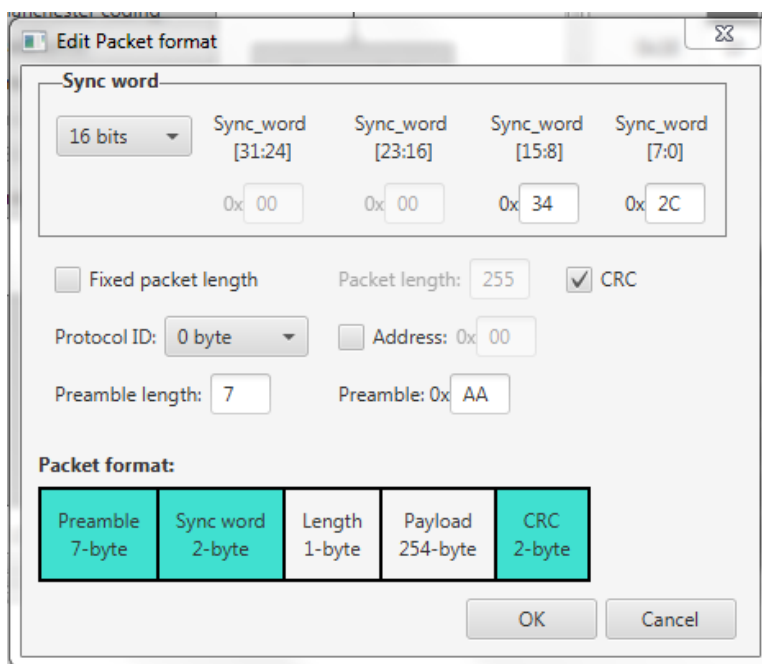 Edit Packet format
Sync word
16 bits
Sync_word [31:24]
Sync_word [23:16]
Sync_word [15:8]
Sync_word [7:0]
0x 00 0x 00 0x 34 0x 2C
Fixed packet length Packet length: 255 CRC
Protocol ID: 0 byte Address: 0x 00
Preamble length: 7 Preamble: 0x AA
Packet format:
Preamble Sync word Length Payload CRC
7-byte 2-byte 1-byte 254-byte 2-byte
OK Cancel